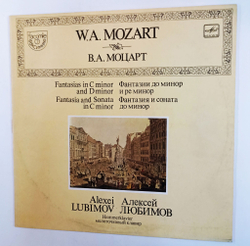 W.A. MOZART
В.А. МОЦАРТ
Fantasias in C minor
and D minor
Fantasia and Sonata
in C minor
Фантазии до минор
и ре минор
Фантазия и соната
до минор
Alexei
LUBIMOV
Алексей
ЛЮБИМОВ